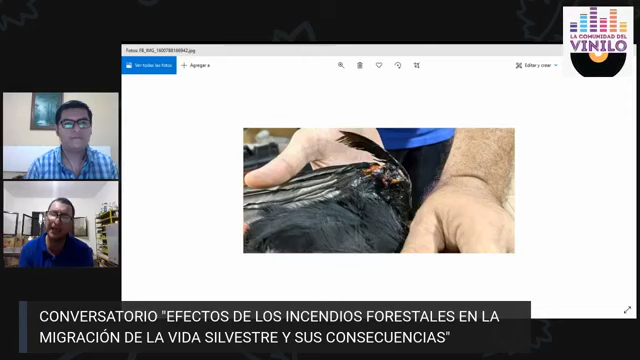 LA COMUNIDAD DEL
VINILO
Fotos: FB_IMG_1600788166942.jpg
Ver todas las fotos
Agregar a
Editar y crear
CONVERSATORIO "EFECTOS DE LOS INCENDIOS FORESTALES EN LA
MIGRACIÓN DE LA VIDA SILVESTRE Y SUS CONSECUENCIAS"